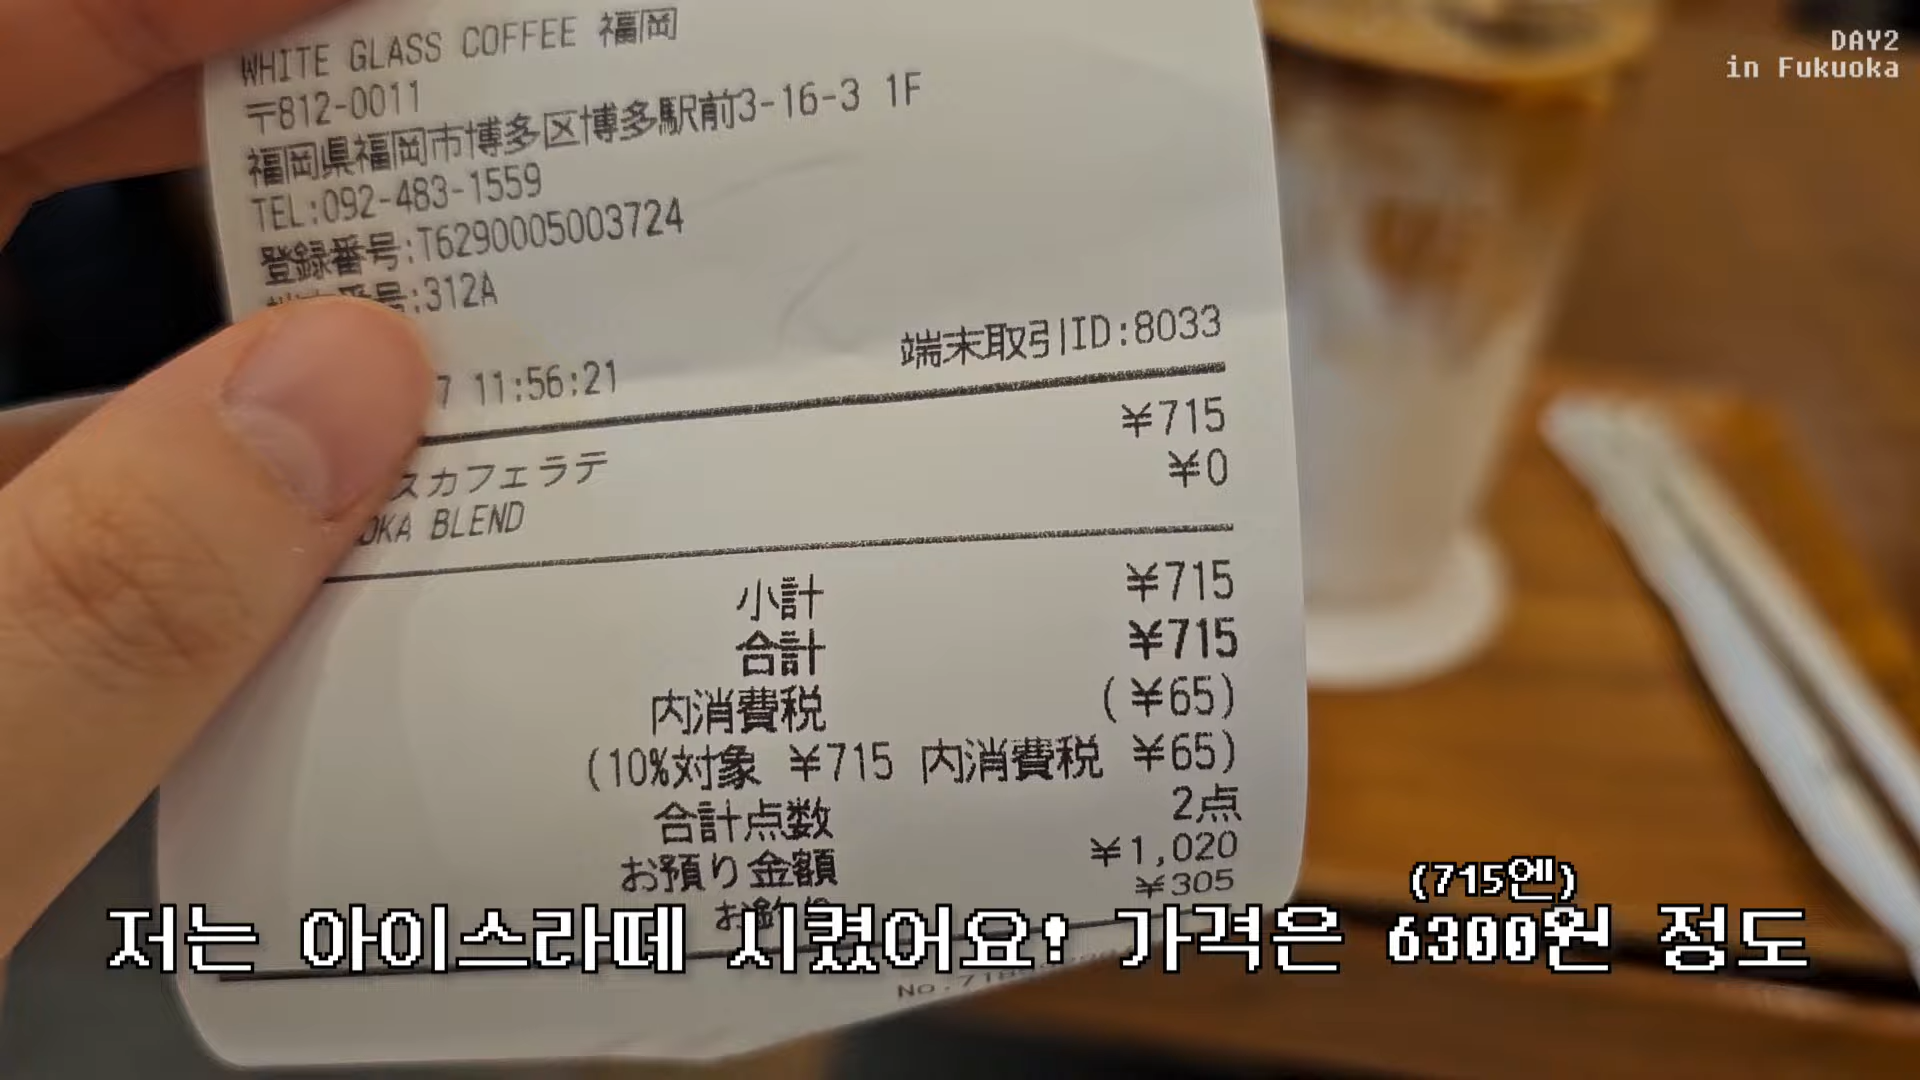 DAY2
in Fukuoka
WHITE GLASS COFFEE 福岡
〒812-0011
福岡県福岡市博多区博多駅前3-16-3 1F
TEL:092-483-1559
登録番号:T6290005003724
番号:312A
端末取引ID:8033
7 11:56:21
スカフェラテ ¥715
OKA BLEND ¥0
小計 ¥715
合計 ¥715
内消費税 (¥65)
(10%対象 ¥715 内消費税 ¥65)
合計点数 2点
お預り金額 ¥1,020
¥305
(715엔)
저는 아이스라떼 시켰어요! 가격은 6300원 정도